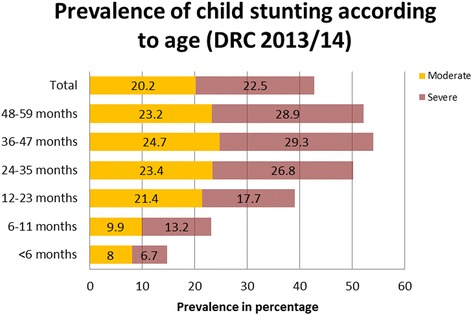 Prevalence of child stunting according
to age (DRC 2013/14)
Moderate
Severe
Total 20.2 22.5
48-59 months 23.2 28.9
36-47 months 24.7 29.3
24-35 months 23.4 26.8
12-23 months 21.4 17.7
6-11 months 9.9 13.2
<6 months 8 6.7
0 10 20 30 40 50 60
Prevalence in percentage